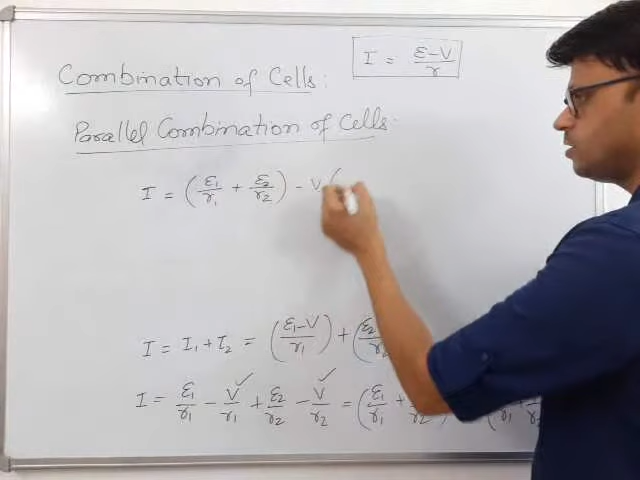 I = ε-V/r
Combination of Cells:
Parallel Combination of Cells:
I = (ε1/r1 + ε2/r2) - V(
I = I1 + I2 = (ε1-V/r1) + (ε2
I = ε1/r1 - V/r1 ✓ + ε2/r2 - V/r2 ✓ = (ε1/r1 +